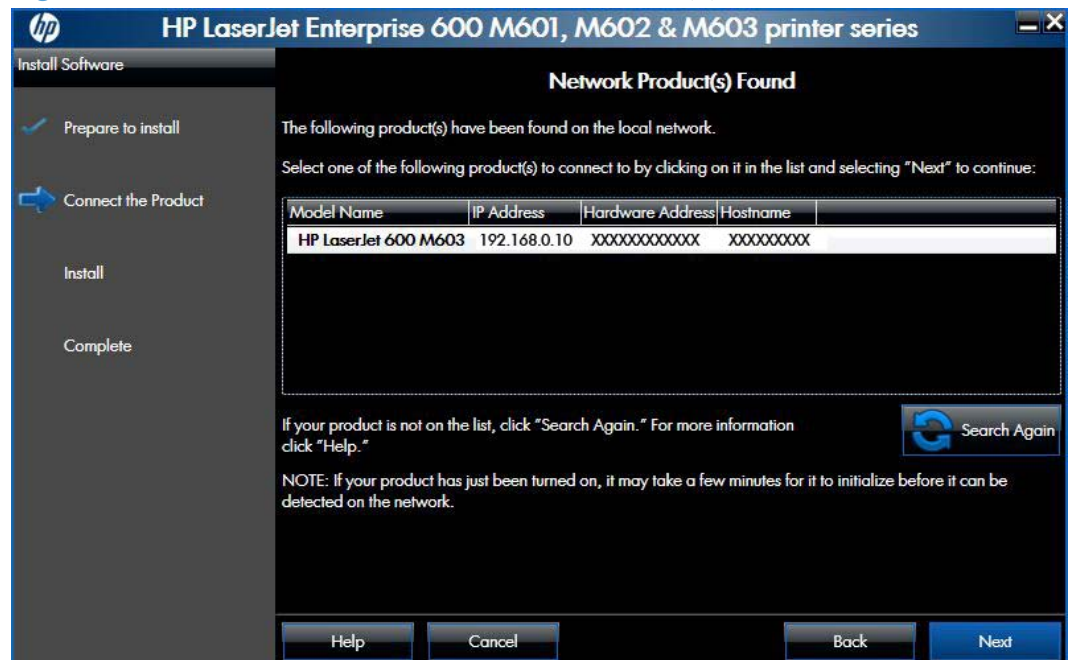 hp
HP LaserJet Enterprise 600 M601, M602 & M603 printer series
Install Software
Network Product(s) Found
Prepare to install
The following product(s) have been found on the local network.
Select one of the following product(s) to connect to by clicking on it in the list and selecting "Next" to continue:
Connect the Product
Model Name IP Address Hardware Address Hostname
HP LaserJet 600 M603 192.168.0.10 XXXXXXXXXXXX XXXXXXXXX
Install
Complete
If your product is not on the list, click "Search Again." For more information
click "Help."
Search Again
NOTE: If your product has just been turned on, it may take a few minutes for it to initialize before it can be
detected on the network.
Help Cancel Back Next